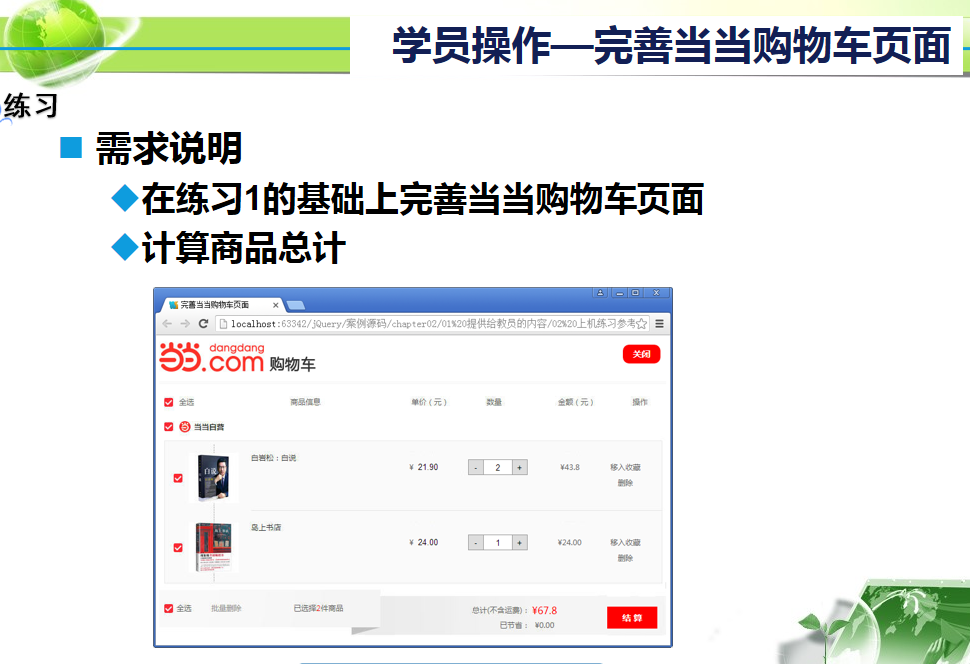 学员操作—完善当当购物车页面
练习
需求说明
在练习1的基础上完善当当购物车页面
计算商品总计
完善当当购物车页面
localhost:63342/jQuery/案例源码/chapter02/01%20提供给教员的内容/02%20上机练习参考
当当.com dangdang 购物车 关闭
全选 商品信息 单价（元） 数量 金额（元） 操作
当当自营
白岩松：白说
¥ 21.90 - 2 + ¥43.8 移入收藏
删除
岛上书店
¥ 24.00 - 1 + ¥24.00 移入收藏
删除
全选 批量删除 已选择2件商品 总计(不含运费)： ¥67.8 结 算
已节省： ¥0.00